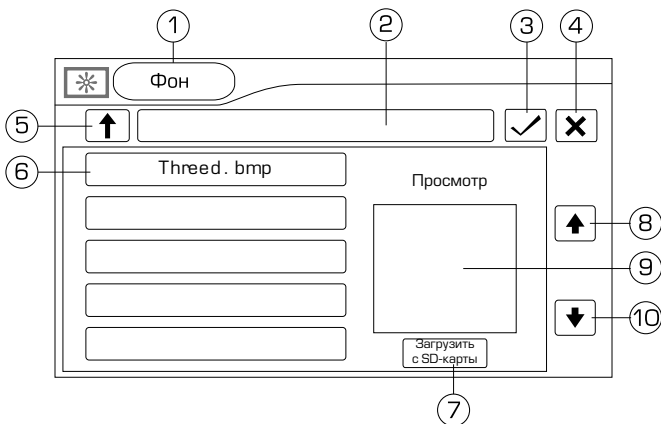 1
2
3
4
Фон
5
6
Threed. bmp
Просмотр
8
9
10
Загрузить
с SD-карты
7